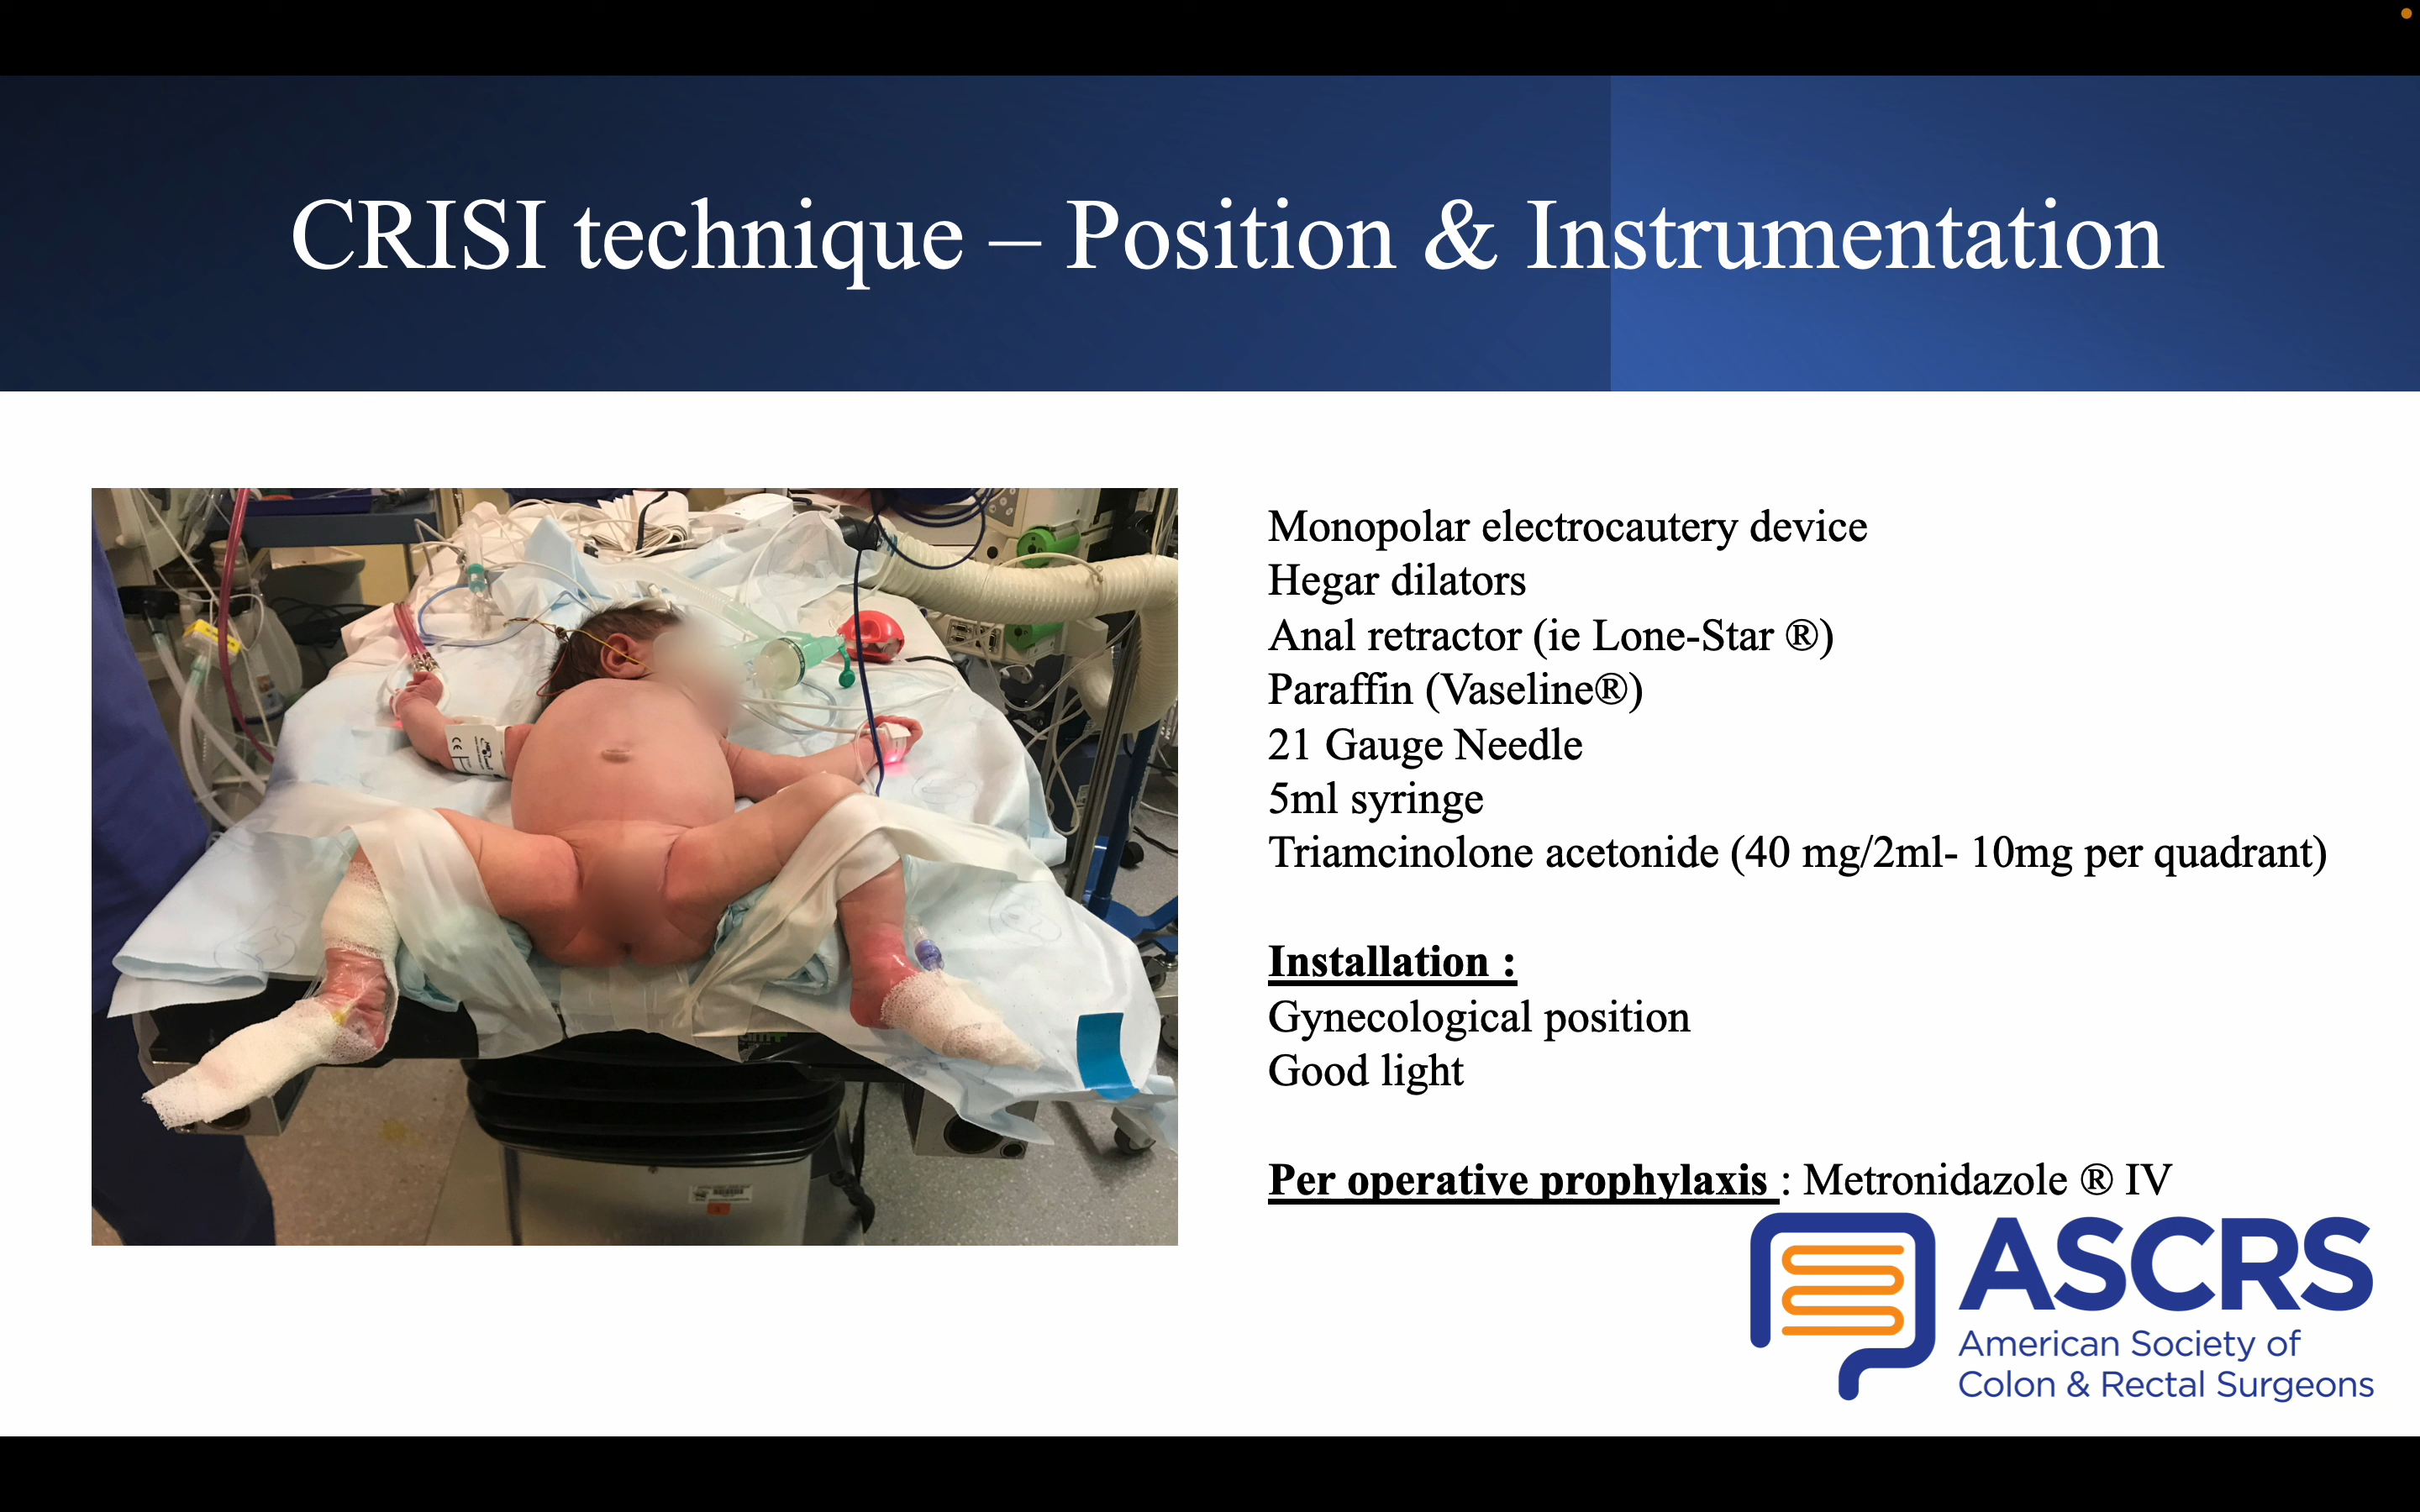 CRISI technique – Position & Instrumentation
Monopolar electrocautery device
Hegar dilators
Anal retractor (ie Lone-Star ®)
Paraffin (Vaseline®)
21 Gauge Needle
5ml syringe
Triamcinolone acetonide (40 mg/2ml- 10mg per quadrant)
Installation :
Gynecological position
Good light
Per operative prophylaxis : Metronidazole ® IV
ASCRS
American Society of
Colon & Rectal Surgeons